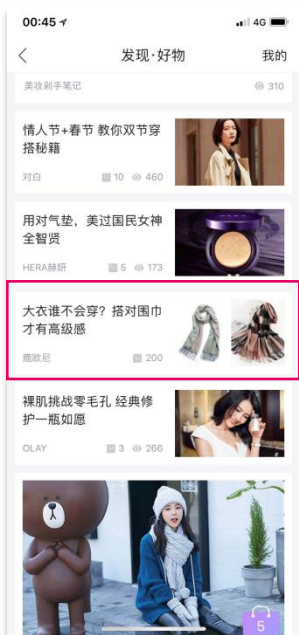 00:45
4G
发现·好物
我的
美妆剁手笔记
310
情人节+春节 教你双节穿
搭秘籍
对白
10
460
用对气垫，美过国民女神
全智贤
HERA赫妍
5
173
大衣谁不会穿？搭对围巾
才有高级感
鹿欧尼
200
裸肌挑战零毛孔 经典修
护一瓶如愿
OLAY
3
266
5